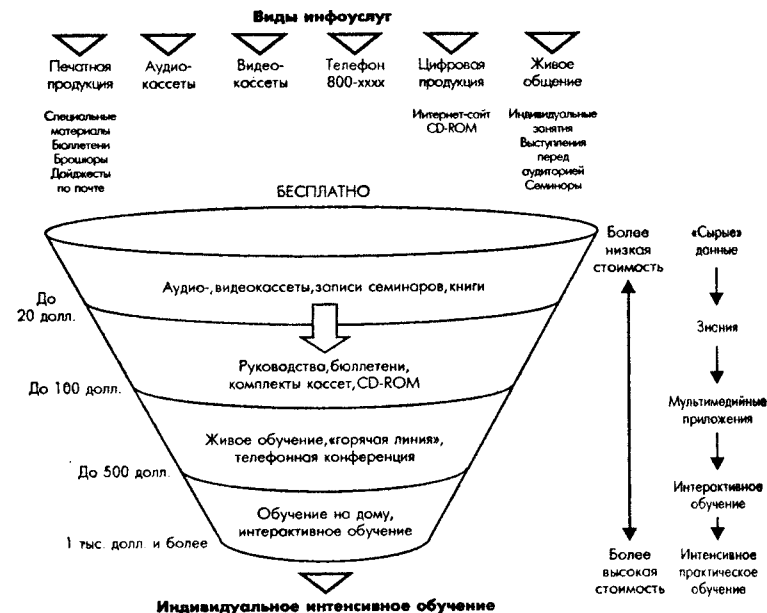 Виды инфоуслуг
Печатная
продукция
Аудио-
кассеты
Видео-
кассеты
Телефон
800-хххх
Цифровая
продукция
Живое
общение
Специальные
материалы
Бюллетени
Брошюры
Дайджесты
по почте
Интернет-сайт
CD-ROM
Индивидуальные
занятия
Выступления
перед
аудиторией
Семинары
БЕСПЛАТНО
Аудио-, видеокассеты, записи семинаров, книги
До
20 долл.
Руководства, бюллетени,
комплекты кассет, CD-ROM
До 100 долл.
Живое обучение, «горячая линия»,
телефонная конференция
До 500 долл.
Обучение на дому,
интерактивное обучение
1 тыс. долл. и более
Индивидуальное интенсивное обучение
Более
низкая
стоимость
Более
высокая
стоимость
«Сырые»
данные
Знания
Мультимедийные
приложения
Интерактивное
обучение
Интенсивное
практическое
обучение